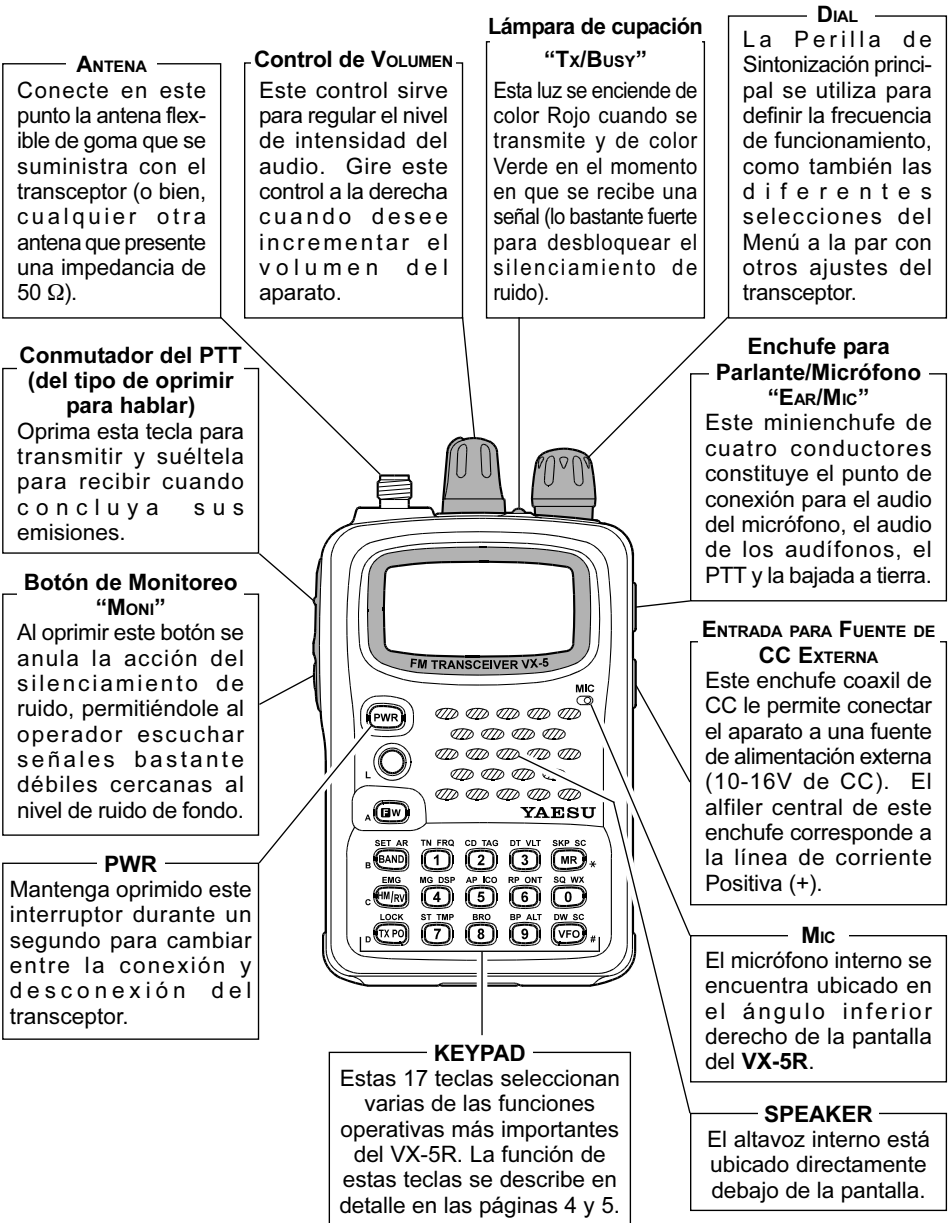 ANTENA
Conecte en este
punto la antena flex-
ible de goma que se
suministra con el
transceptor (o bien,
cualquier otra
antena que presente
una impedancia de
50 Ω).
Control de VOLUMEN
Este control sirve
para regular el nivel
de intensidad del
audio. Gire este
control a la derecha
cuando desee
incrementar el
volumen del
aparato.
Lámpara de cupación
“TX/BUSY”
Esta luz se enciende de
color Rojo cuando se
transmite y de color
Verde en el momento
en que se recibe una
señal (lo bastante fuerte
para desbloquear el
silenciamiento de
ruido).
DIAL
La Perilla de
Sintonización princi-
pal se utiliza para
definir la frecuencia
de funcionamiento,
como también las
diferentes
selecciones del
Menú a la par con
otros ajustes del
transceptor.
Conmutador del PTT
(del tipo de oprimir
para hablar)
Oprima esta tecla para
transmitir y suéltela
para recibir cuando
concluya sus
emisiones.
Botón de Monitoreo
“MONI”
Al oprimir este botón se
anula la acción del
silenciamiento de
ruido, permitiéndole al
operador escuchar
señales bastante
débiles cercanas al
nivel de ruido de fondo.
PWR
Mantenga oprimido este
interruptor durante un
segundo para cambiar
entre la conexión y
desconexión del
transceptor.
Enchufe para
Parlante/Micrófono
“EAR/MIC”
Este minienchufe de
cuatro conductores
constituye el punto de
conexión para el audio
del micrófono, el audio
de los audífonos, el
PTT y la bajada a tierra.
ENTRADA PARA FUENTE DE
CC EXTERNA
Este enchufe coaxil de
CC le permite conectar
el aparato a una fuente
de alimentación externa
(10-16V de CC). El
alfiler central de este
enchufe corresponde a
la línea de corriente
Positiva (+).
MIC
El micrófono interno se
encuentra ubicado en
el ángulo inferior
derecho de la pantalla
del VX-5R.
SPEAKER
El altavoz interno está
ubicado directamente
debajo de la pantalla.
KEYPAD
Estas 17 teclas seleccionan
varias de las funciones
operativas más importantes
del VX-5R. La función de
estas teclas se describe en
detalle en las páginas 4 y 5.
FM TRANSCEIVER VX-5
MIC
PWR
L
YAESU
A F W
SET AR TN FRQ CD TAG DT VLT SKP SC
B BAND 1 2 3 MR *
EMG MG DSP AP ICO RP ONT SQ WX
C HM/RV 4 5 6 0
LOCK ST TMP BRO BP ALT DW SC
D TX PO 7 8 9 VFO #